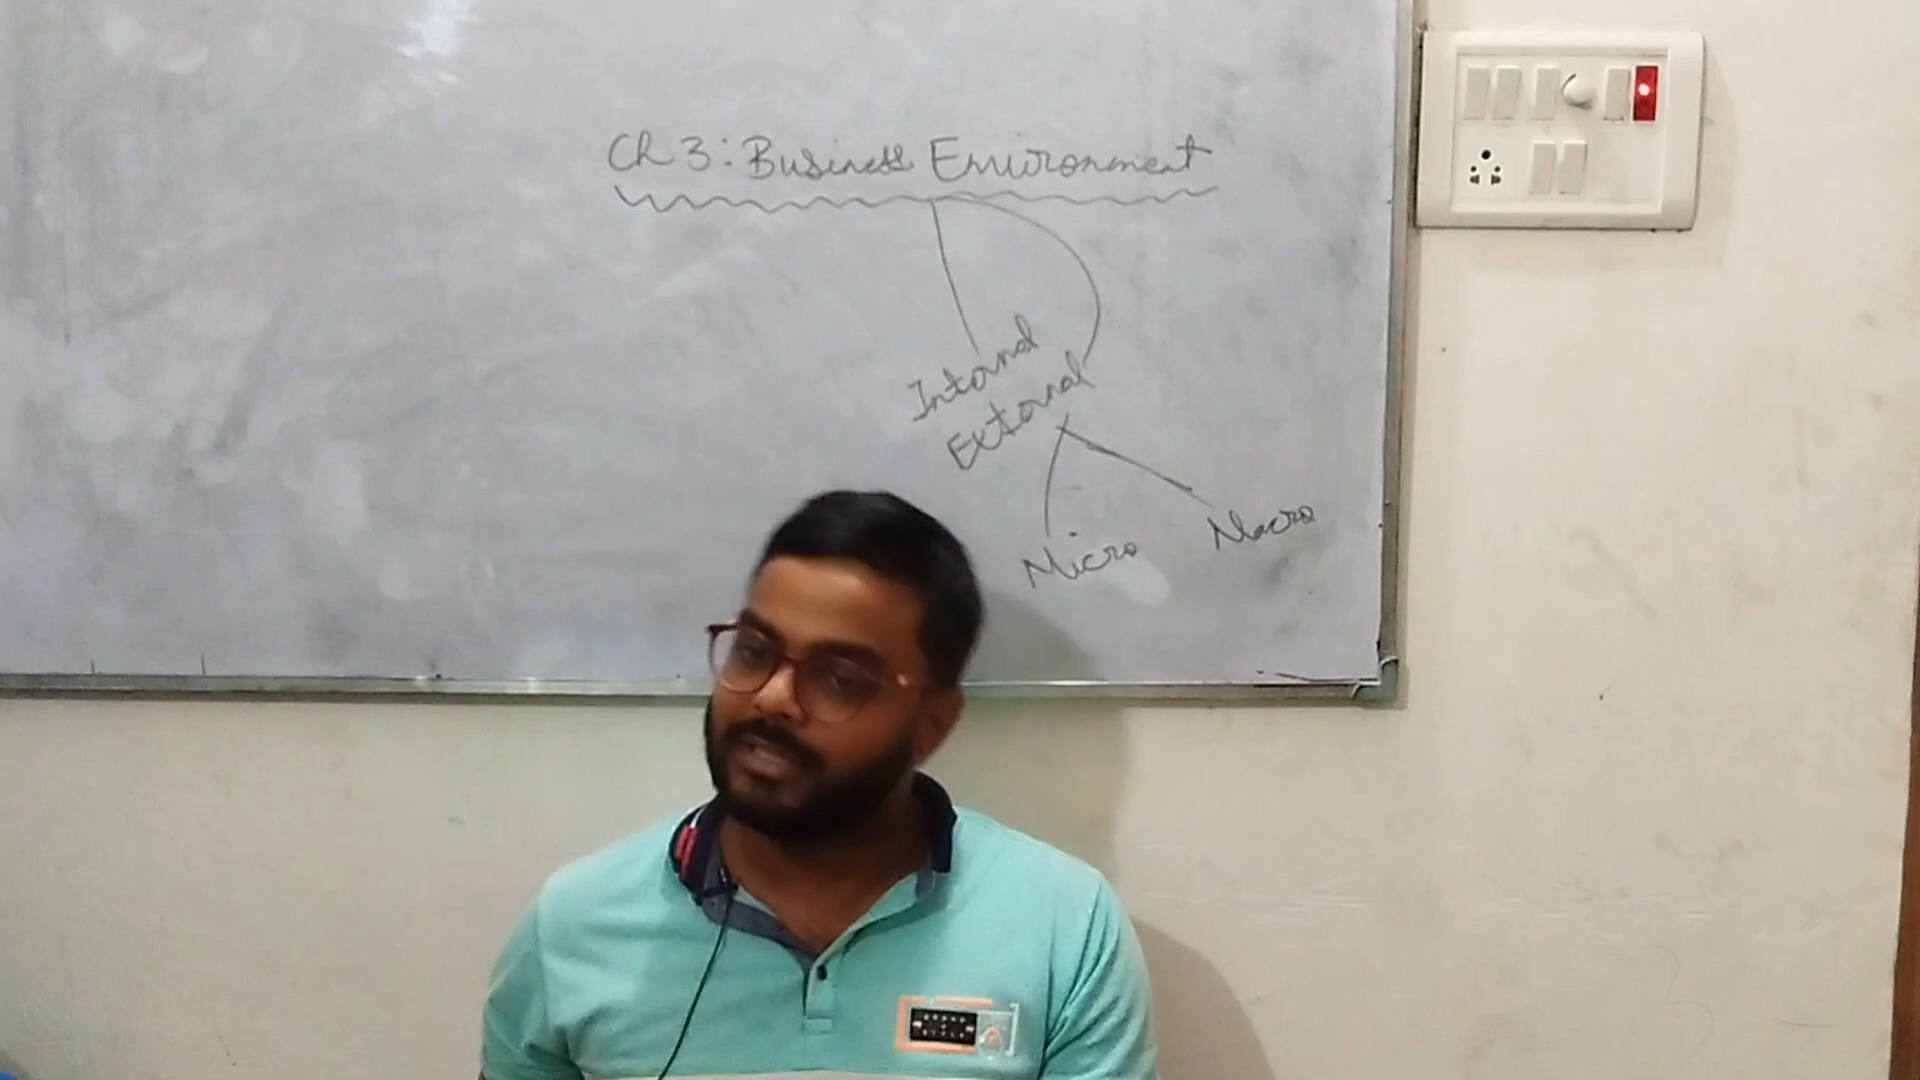 Ch 3: Business Environment
Internal
External
Micro
Macro